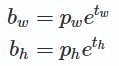 b_w = p_w e^{t_w}
b_h = p_h e^{t_h}